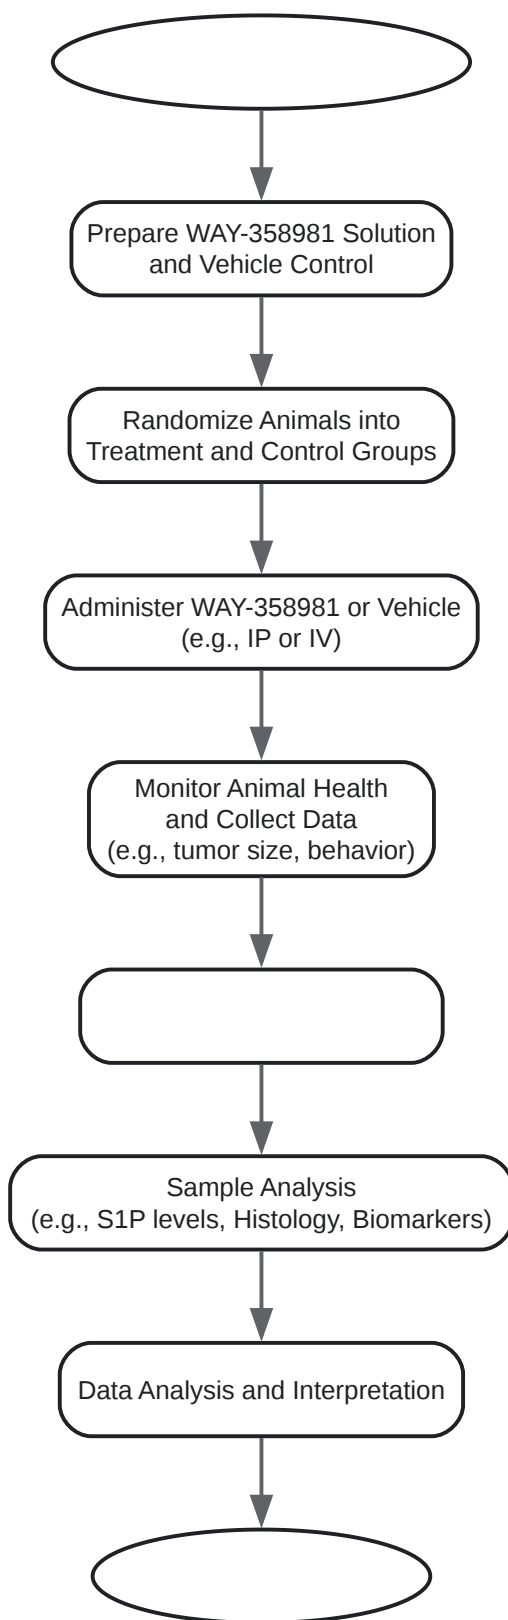 Prepare WAY-358981 Solution
and Vehicle Control
Randomize Animals into
Treatment and Control Groups
Administer WAY-358981 or Vehicle
(e.g., IP or IV)
Monitor Animal Health
and Collect Data
(e.g., tumor size, behavior)
Sample Analysis
(e.g., S1P levels, Histology, Biomarkers)
Data Analysis and Interpretation